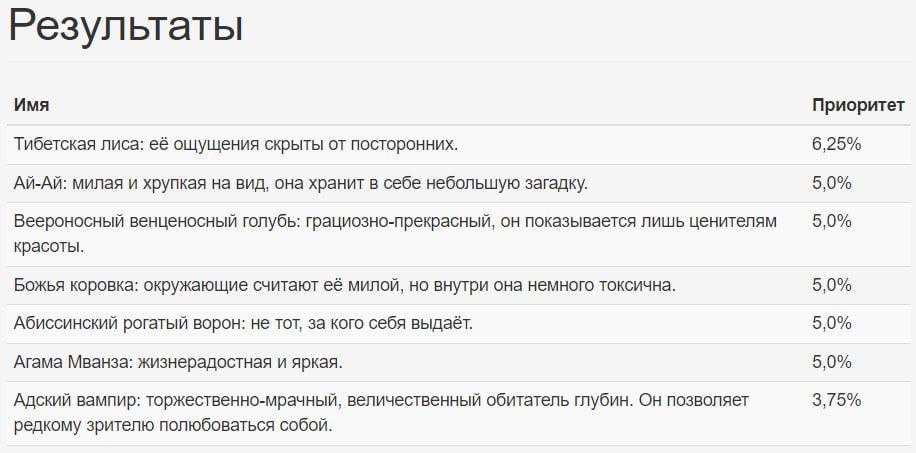 Результаты
Имя Приоритет
Тибетская лиса: её ощущения скрыты от посторонних. 6,25%
Ай-Ай: милая и хрупкая на вид, она хранит в себе небольшую загадку. 5,0%
Веероносный венценосный голубь: грациозно-прекрасный, он показывается лишь ценителям 5,0%
красоты.
Божья коровка: окружающие считают её милой, но внутри она немного токсична. 5,0%
Абиссинский рогатый ворон: не тот, за кого себя выдаёт. 5,0%
Агама Мванза: жизнерадостная и яркая. 5,0%
Адский вампир: торжественно-мрачный, величественный обитатель глубин. Он позволяет 3,75%
редкому зрителю полюбоваться собой.